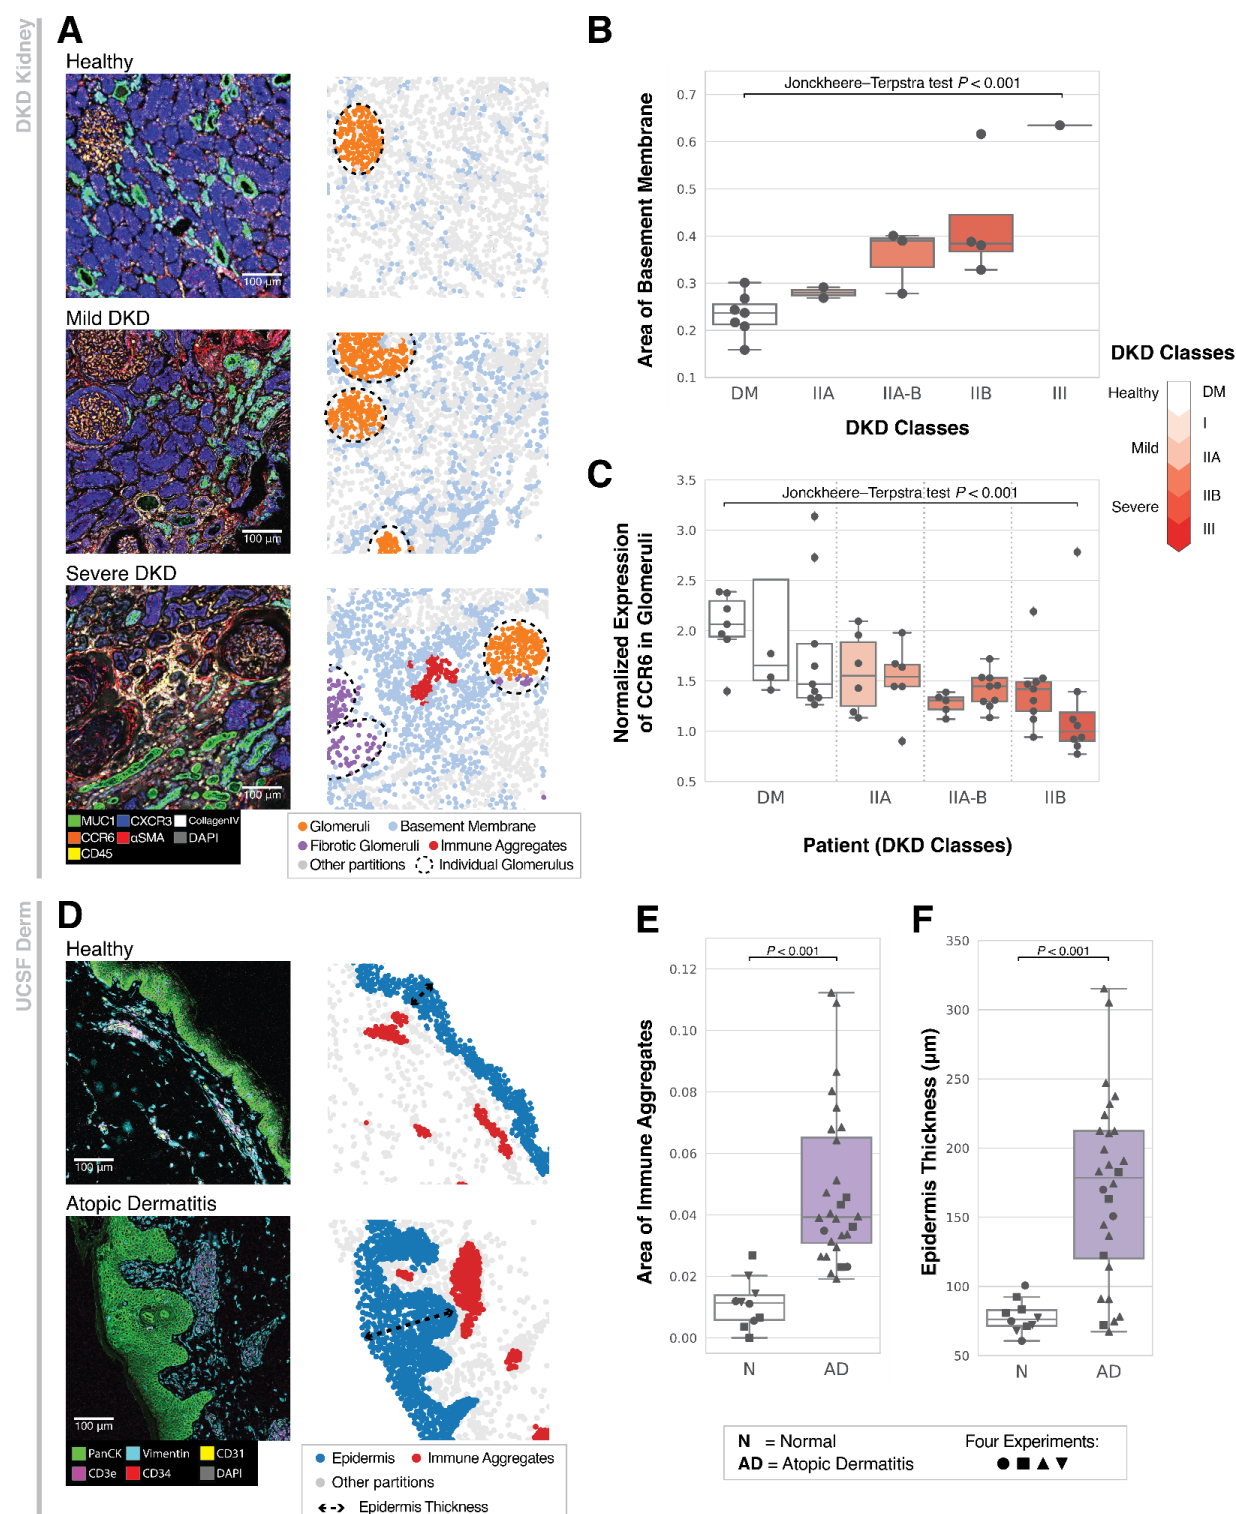 DKD Kidney
A
Healthy
100 µm
Mild DKD
100 µm
Severe DKD
100 µm
MUC1 CXCR3 CollagenIV
CCR6 αSMA DAPI
CD45
Glomeruli Basement Membrane
Fibrotic Glomeruli Immune Aggregates
Other partitions Individual Glomerulus
B
Jonckheere–Terpstra test P < 0.001
Area of Basement Membrane
0.7
0.6
0.5
0.4
0.3
0.2
0.1
DM IIA IIA-B IIB III
DKD Classes
DKD Classes
Healthy DM
I
Mild
IIA
IIB
Severe
III
C
Jonckheere–Terpstra test P < 0.001
Normalized Expression
of CCR6 in Glomeruli
3.5
3.0
2.5
2.0
1.5
1.0
0.5
DM IIA IIA-B IIB
Patient (DKD Classes)
UCSF Derm
D
Healthy
100 µm
Atopic Dermatitis
100 µm
PanCK Vimentin CD31
CD3e CD34 DAPI
Epidermis Immune Aggregates
Other partitions
Epidermis Thickness
E
P < 0.001
Area of Immune Aggregates
0.12
0.10
0.08
0.06
0.04
0.02
0.00
N AD
F
P < 0.001
Epidermis Thickness (µm)
350
300
250
200
150
100
50
N AD
N = Normal
AD = Atopic Dermatitis
Four Experiments: